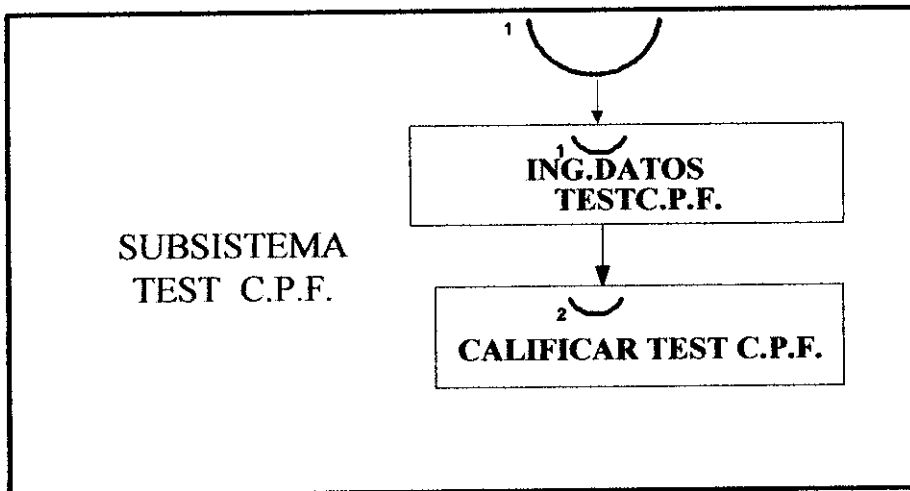 1
1
ING.DATOS
TESTC.P.F.
SUBSISTEMA
TEST C.P.F.
2
CALIFICAR TEST C.P.F.